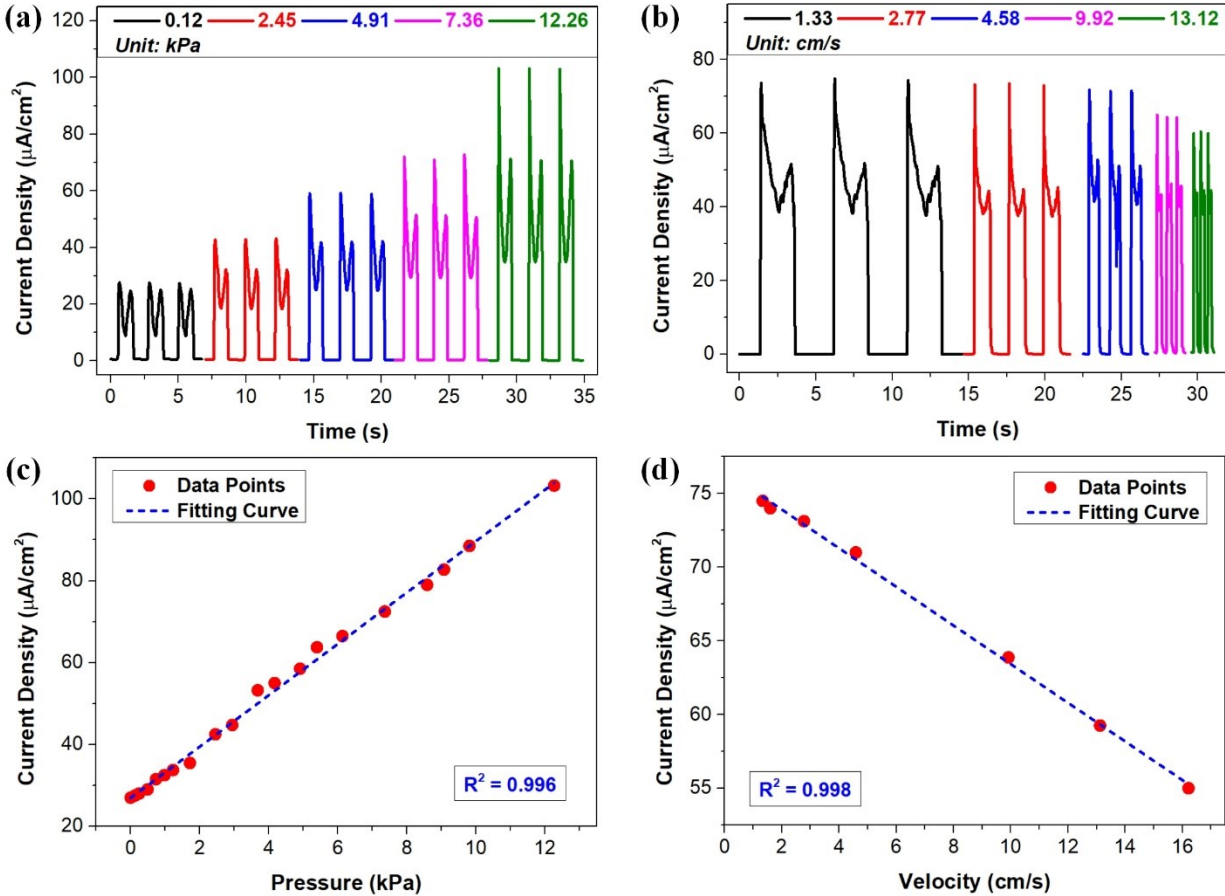 (a)
0.12 2.45 4.91 7.36 12.26
Unit: kPa
120
100
80
60
40
20
0
Current Density (μA/cm²)
0 5 10 15 20 25 30 35
Time (s)
(b)
1.33 2.77 4.58 9.92 13.12
Unit: cm/s
80
60
40
20
0
Current Density (μA/cm²)
0 5 10 15 20 25 30
Time (s)
(c)
Data Points
Fitting Curve
100
80
60
40
20
Current Density (μA/cm²)
R² = 0.996
0 2 4 6 8 10 12
Pressure (kPa)
(d)
Data Points
Fitting Curve
75
70
65
60
55
Current Density (μA/cm²)
R² = 0.998
0 2 4 6 8 10 12 14 16
Velocity (cm/s)